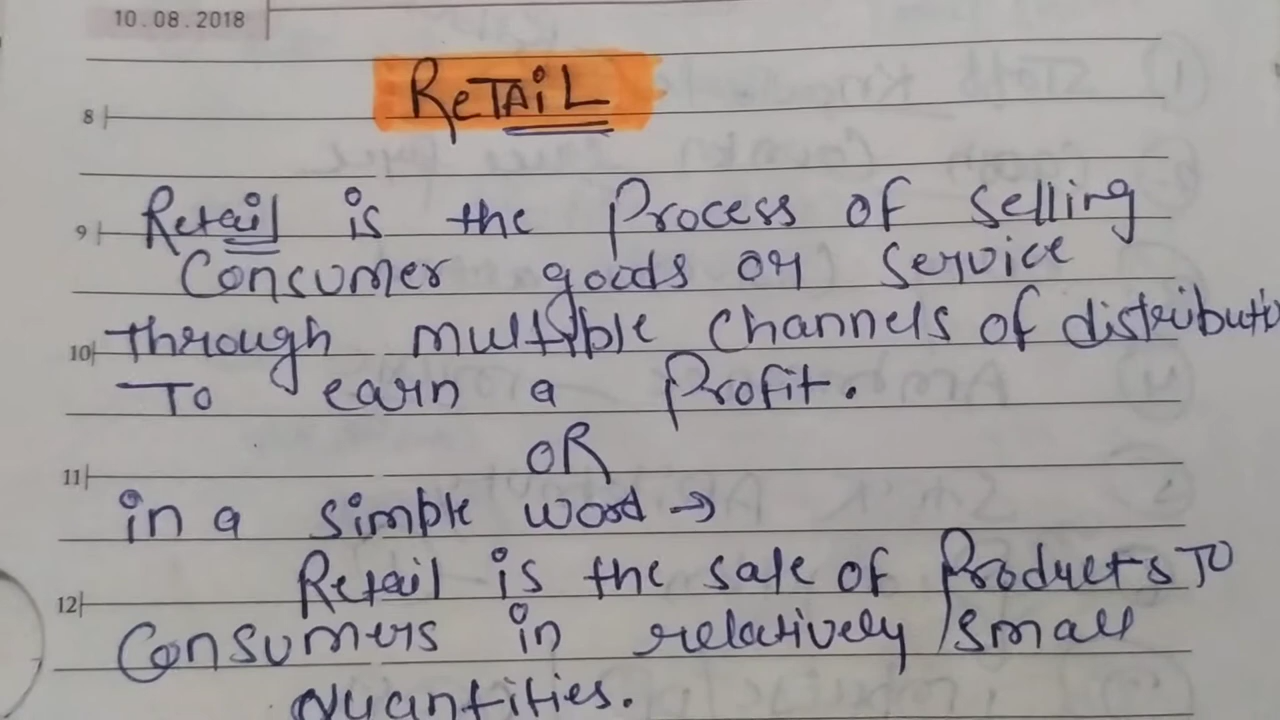 10.08.2018
RETAIL
8
Retail is the Process of Selling
9
Consumer goods or Service
through multiple Channels of distributio
10
To earn a Profit.
OR
11
in a simple word →
Retail is the sale of Products TO
12
Consumers in relatively small
quantities.